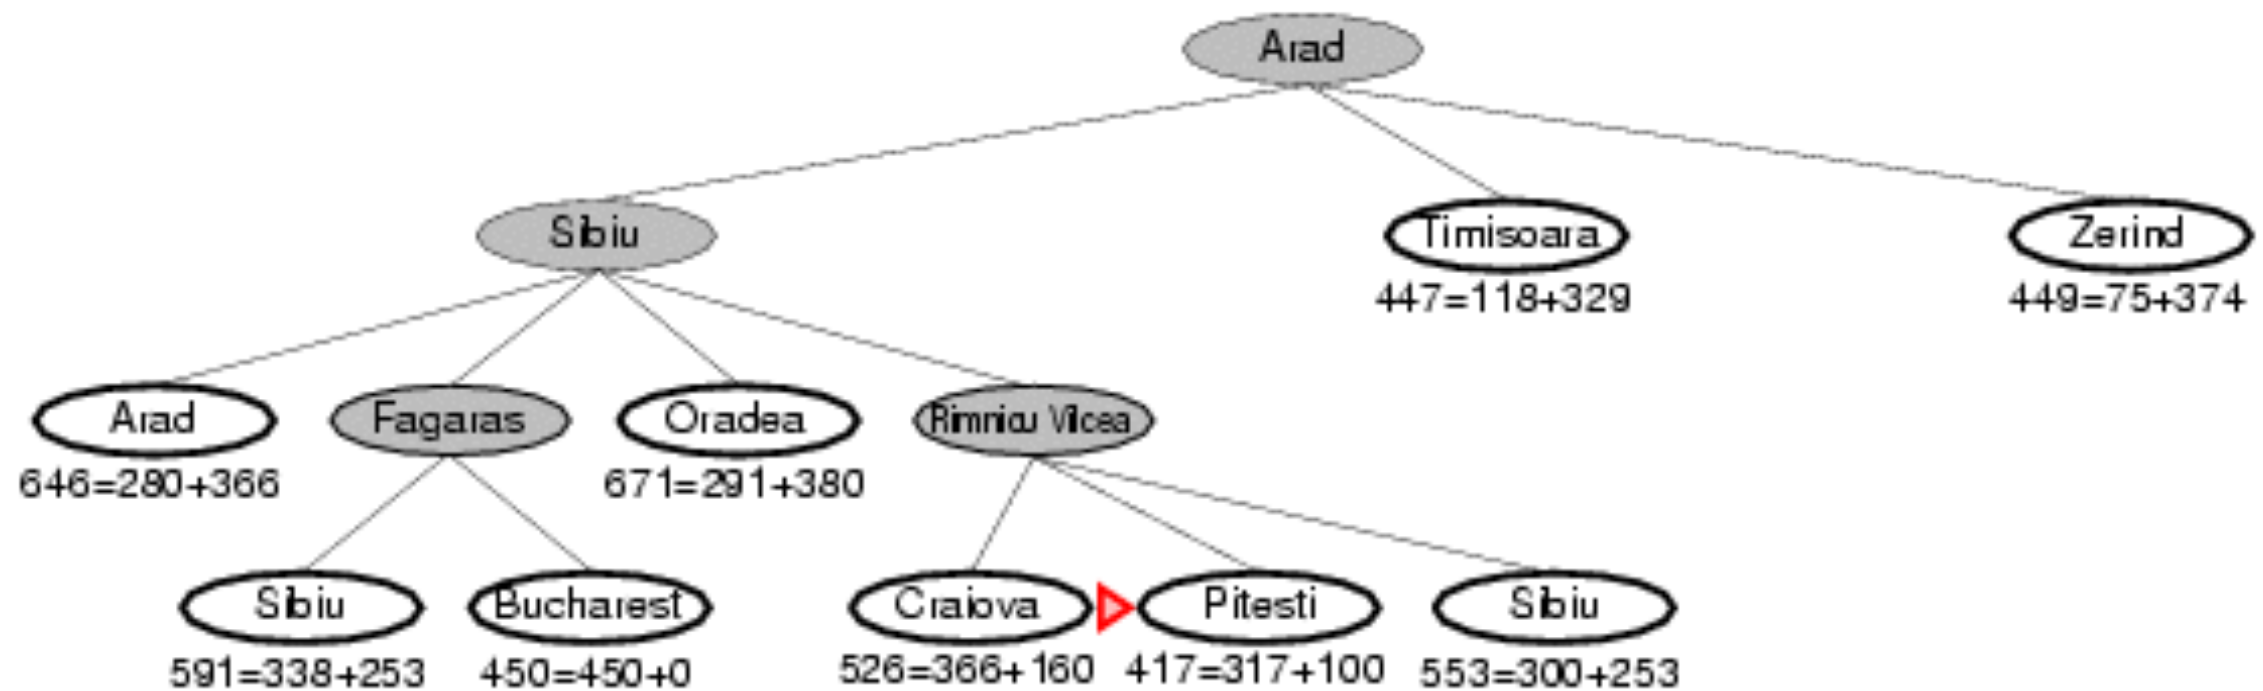 Arad
Sibiu
Timisoara
Zerind
447=118+329
449=75+374
Arad
Fagaras
Oradea
Rimnicu Vilcea
646=280+366
671=291+380
Sibiu
Bucharest
Craiova
Pitesti
Sibiu
591=338+253
450=450+0
526=366+160
417=317+100
553=300+253